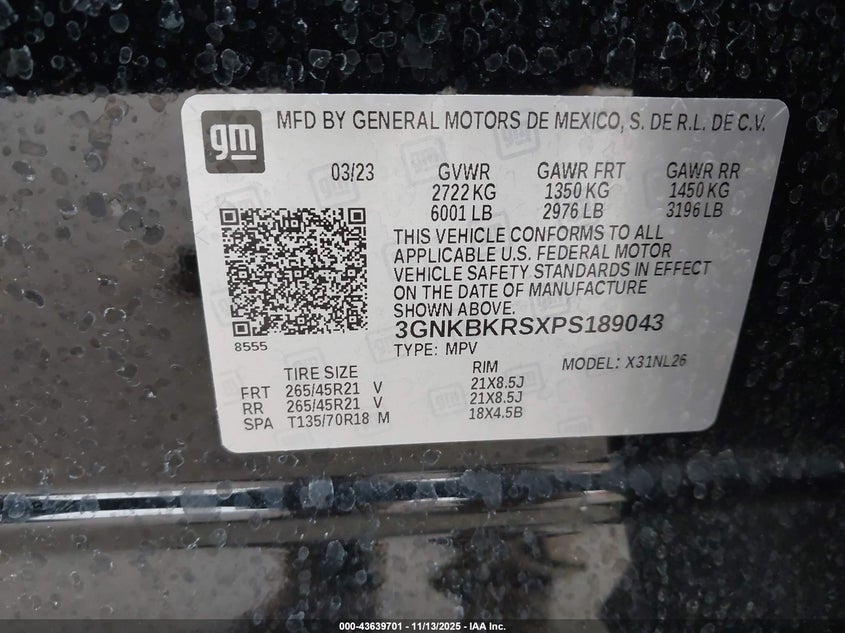 gm
MFD BY GENERAL MOTORS DE MEXICO, S. DE R.L. DE C.V.
03/23 GVWR GAWR FRT GAWR RR
2722 KG 1350 KG 1450 KG
6001 LB 2976 LB 3196 LB
THIS VEHICLE CONFORMS TO ALL
APPLICABLE U.S. FEDERAL MOTOR
VEHICLE SAFETY STANDARDS IN EFFECT
ON THE DATE OF MANUFACTURE
SHOWN ABOVE.
3GNKBKRSXPS189043
8555
TYPE: MPV MODEL: X31NL26
TIRE SIZE RIM
FRT 265/45R21 V 21X8.5J
RR 265/45R21 V 21X8.5J
SPA T135/70R18 M 18X4.5B
000-43639701 - 11/13/2025 - IAA Inc.